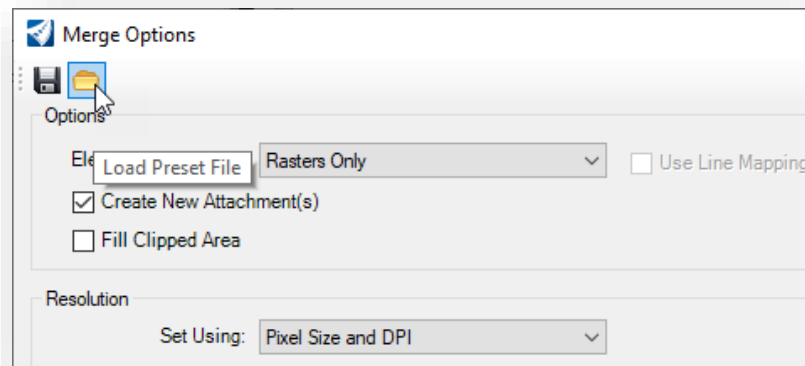 Merge Options
Options
Rasters Only
Use Line Mapping
Load Preset File
Create New Attachment(s)
Fill Clipped Area
Resolution
Set Using: Pixel Size and DPI